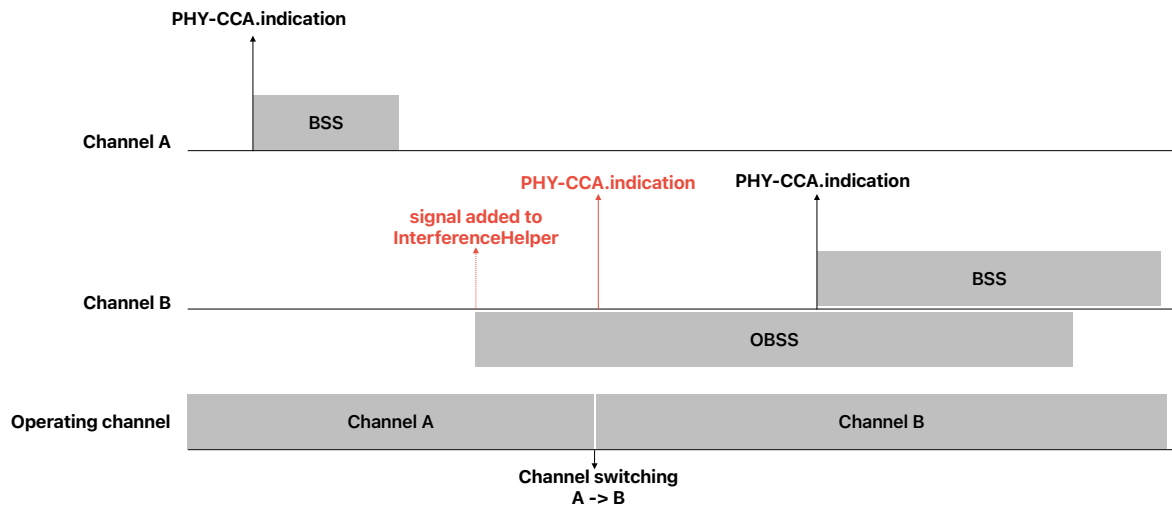 PHY-CCA.indication
BSS
Channel A
PHY-CCA.indication
PHY-CCA.indication
signal added to
InterferenceHelper
BSS
Channel B
OBSS
Operating channel
Channel A
Channel B
Channel switching
A -> B